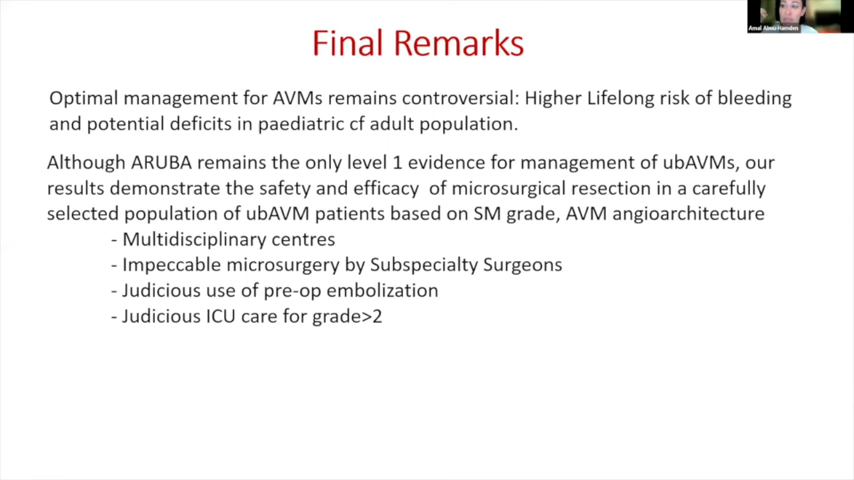 Final Remarks
Amal Abou-Hamden
Optimal management for AVMs remains controversial: Higher Lifelong risk of bleeding
and potential deficits in paediatric cf adult population.
Although ARUBA remains the only level 1 evidence for management of ubAVMs, our
results demonstrate the safety and efficacy of microsurgical resection in a carefully
selected population of ubAVM patients based on SM grade, AVM angioarchitecture
- Multidisciplinary centres
- Impeccable microsurgery by Subspecialty Surgeons
- Judicious use of pre-op embolization
- Judicious ICU care for grade>2